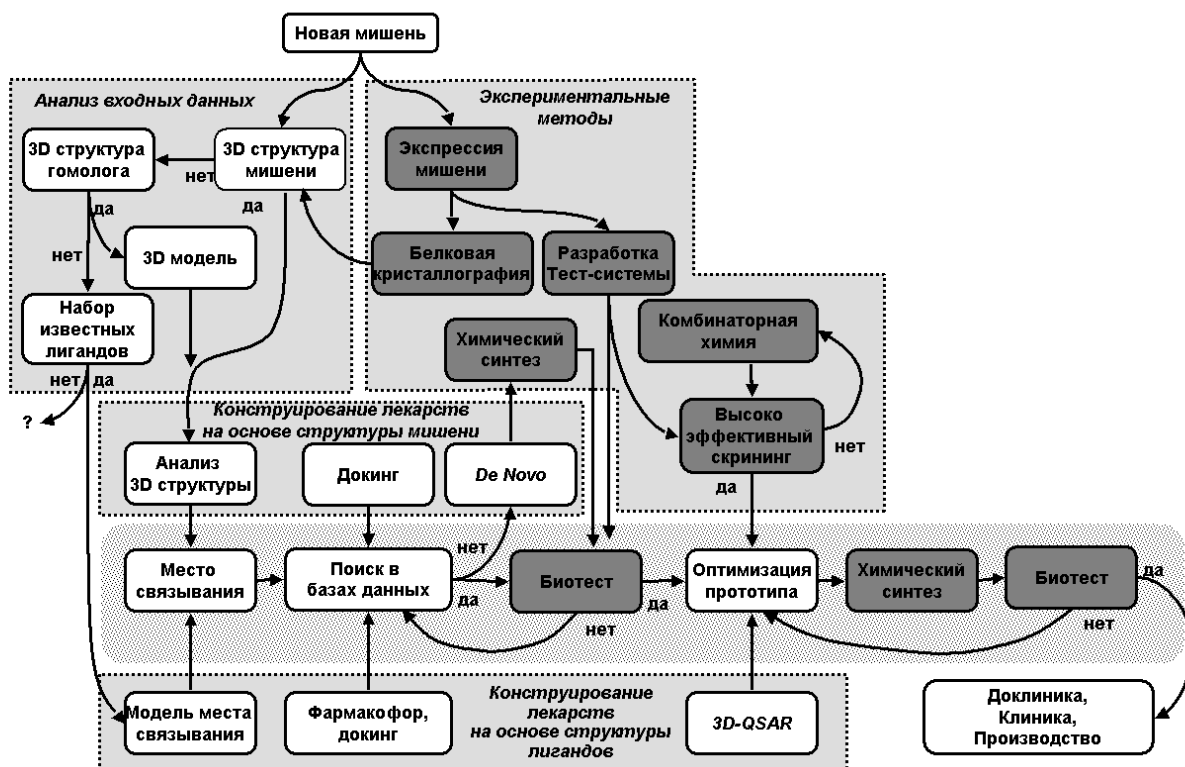 Новая мишень
Анализ входных данных
3D структура
гомолога
нет
3D структура
мишени
да
нет
да
3D модель
Набор
известных
лигандов
нет
да
?
Экспериментальные
методы
Экспрессия
мишени
Белковая
кристаллография
Разработка
Тест-системы
Химический
синтез
Комбинаторная
химия
Высоко
эффективный
скрининг
нет
да
Конструирование лекарств
на основе структуры мишени
Анализ
3D структуры
Докинг
De Novo
Место
связывания
Поиск в
базах данных
нет
да
Биотест
да
нет
Оптимизация
прототипа
Химический
синтез
Биотест
да
нет
Модель места
связывания
Фармакофор,
докинг
Конструирование
лекарств
на основе структуры
лигандов
3D-QSAR
Доклиника,
Клиника,
Производство